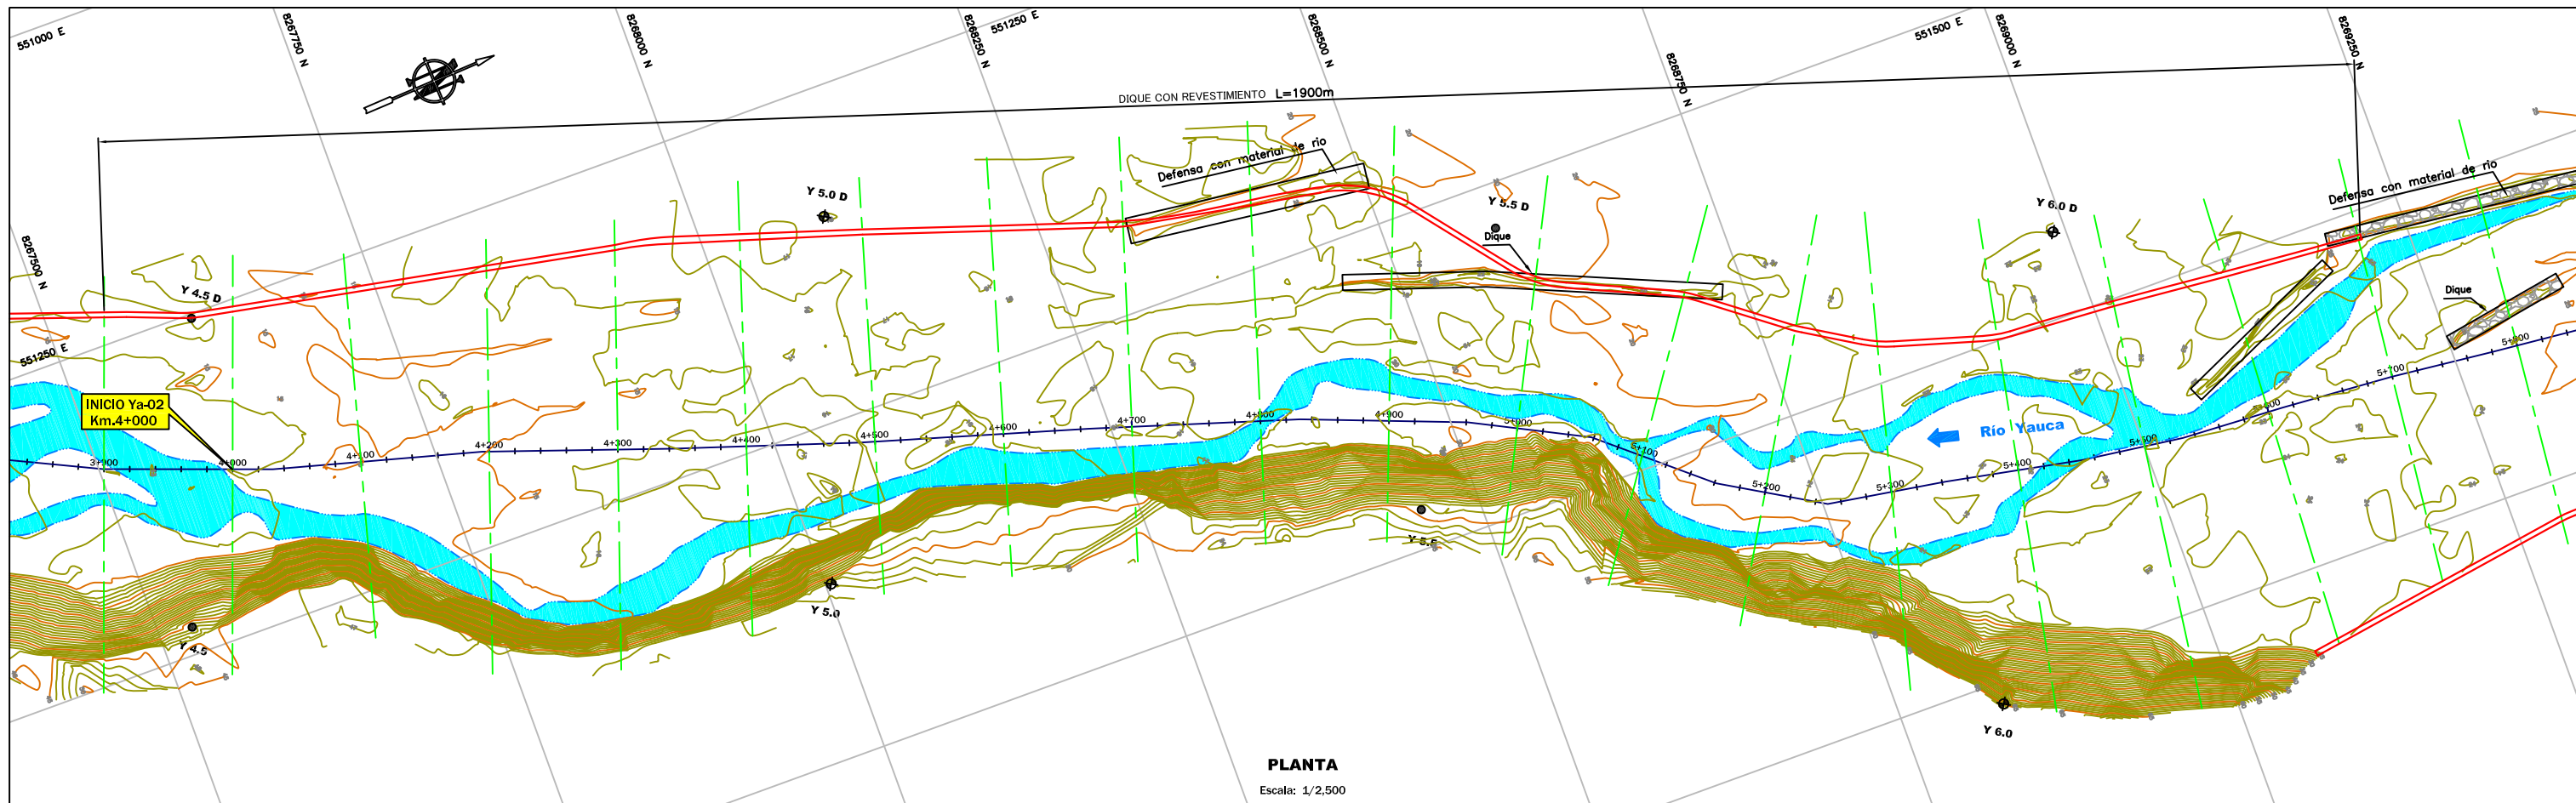 551000 E
8267750 N
8268000 N
8268250 N
551250 E
8268500 N
8268750 N
551500 E
8269000 N
8269250 N
DIQUE CON REVESTIMIENTO L=1900m
Defensa con material de rio
Defensa con material de rio
Y 5.0 D
Y 5.5 D
Y 6.0 D
Dique
8267500 N
Y 4.5 D
Dique
551250 E
INICIO Ya-02
Km.4+000
Río Yauca
3+900
4+000
4+100
4+200
4+300
4+400
4+500
4+600
4+700
4+800
4+900
5+000
5+100
5+200
5+300
5+400
5+500
5+600
5+700
5+800
Y 4.5
Y 5.0
Y 5.5
Y 6.0
PLANTA
Escala: 1/2,500